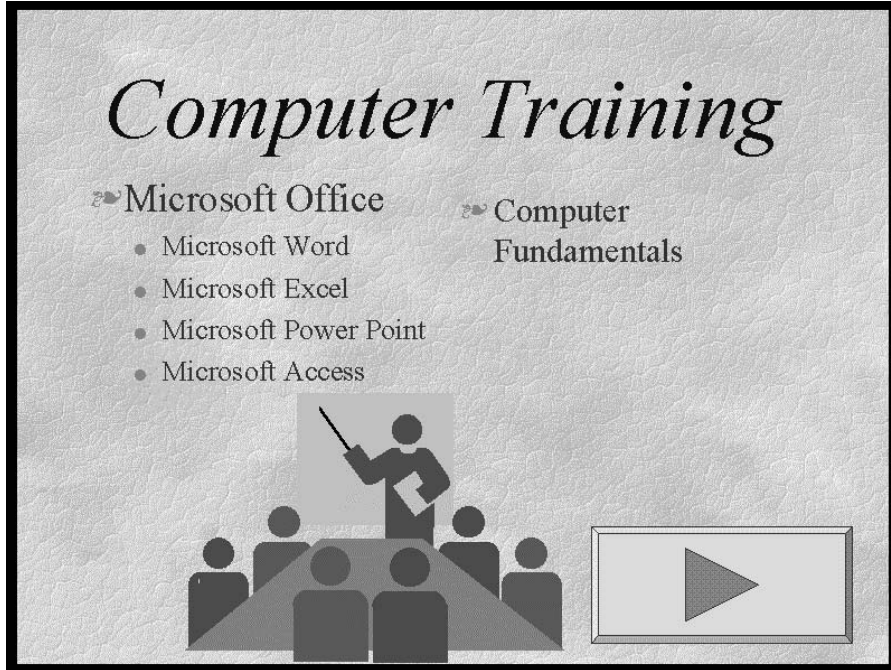 Computer Training
Microsoft Office
Microsoft Word
Microsoft Excel
Microsoft Power Point
Microsoft Access
Computer
Fundamentals